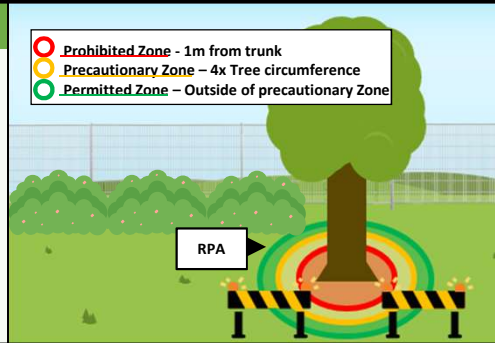 Prohibited Zone - 1m from trunk
Precautionary Zone – 4x Tree circumference
Permitted Zone – Outside of precautionary Zone
RPA